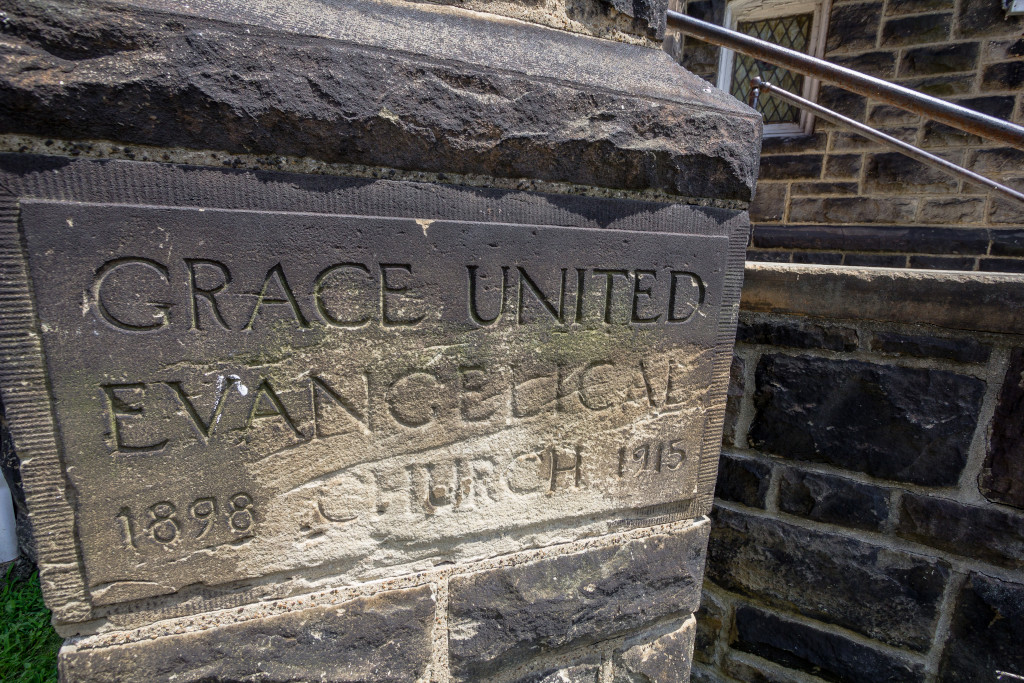 GRACE UNITED
EVANGELICAL
1898 CHURCH 1915